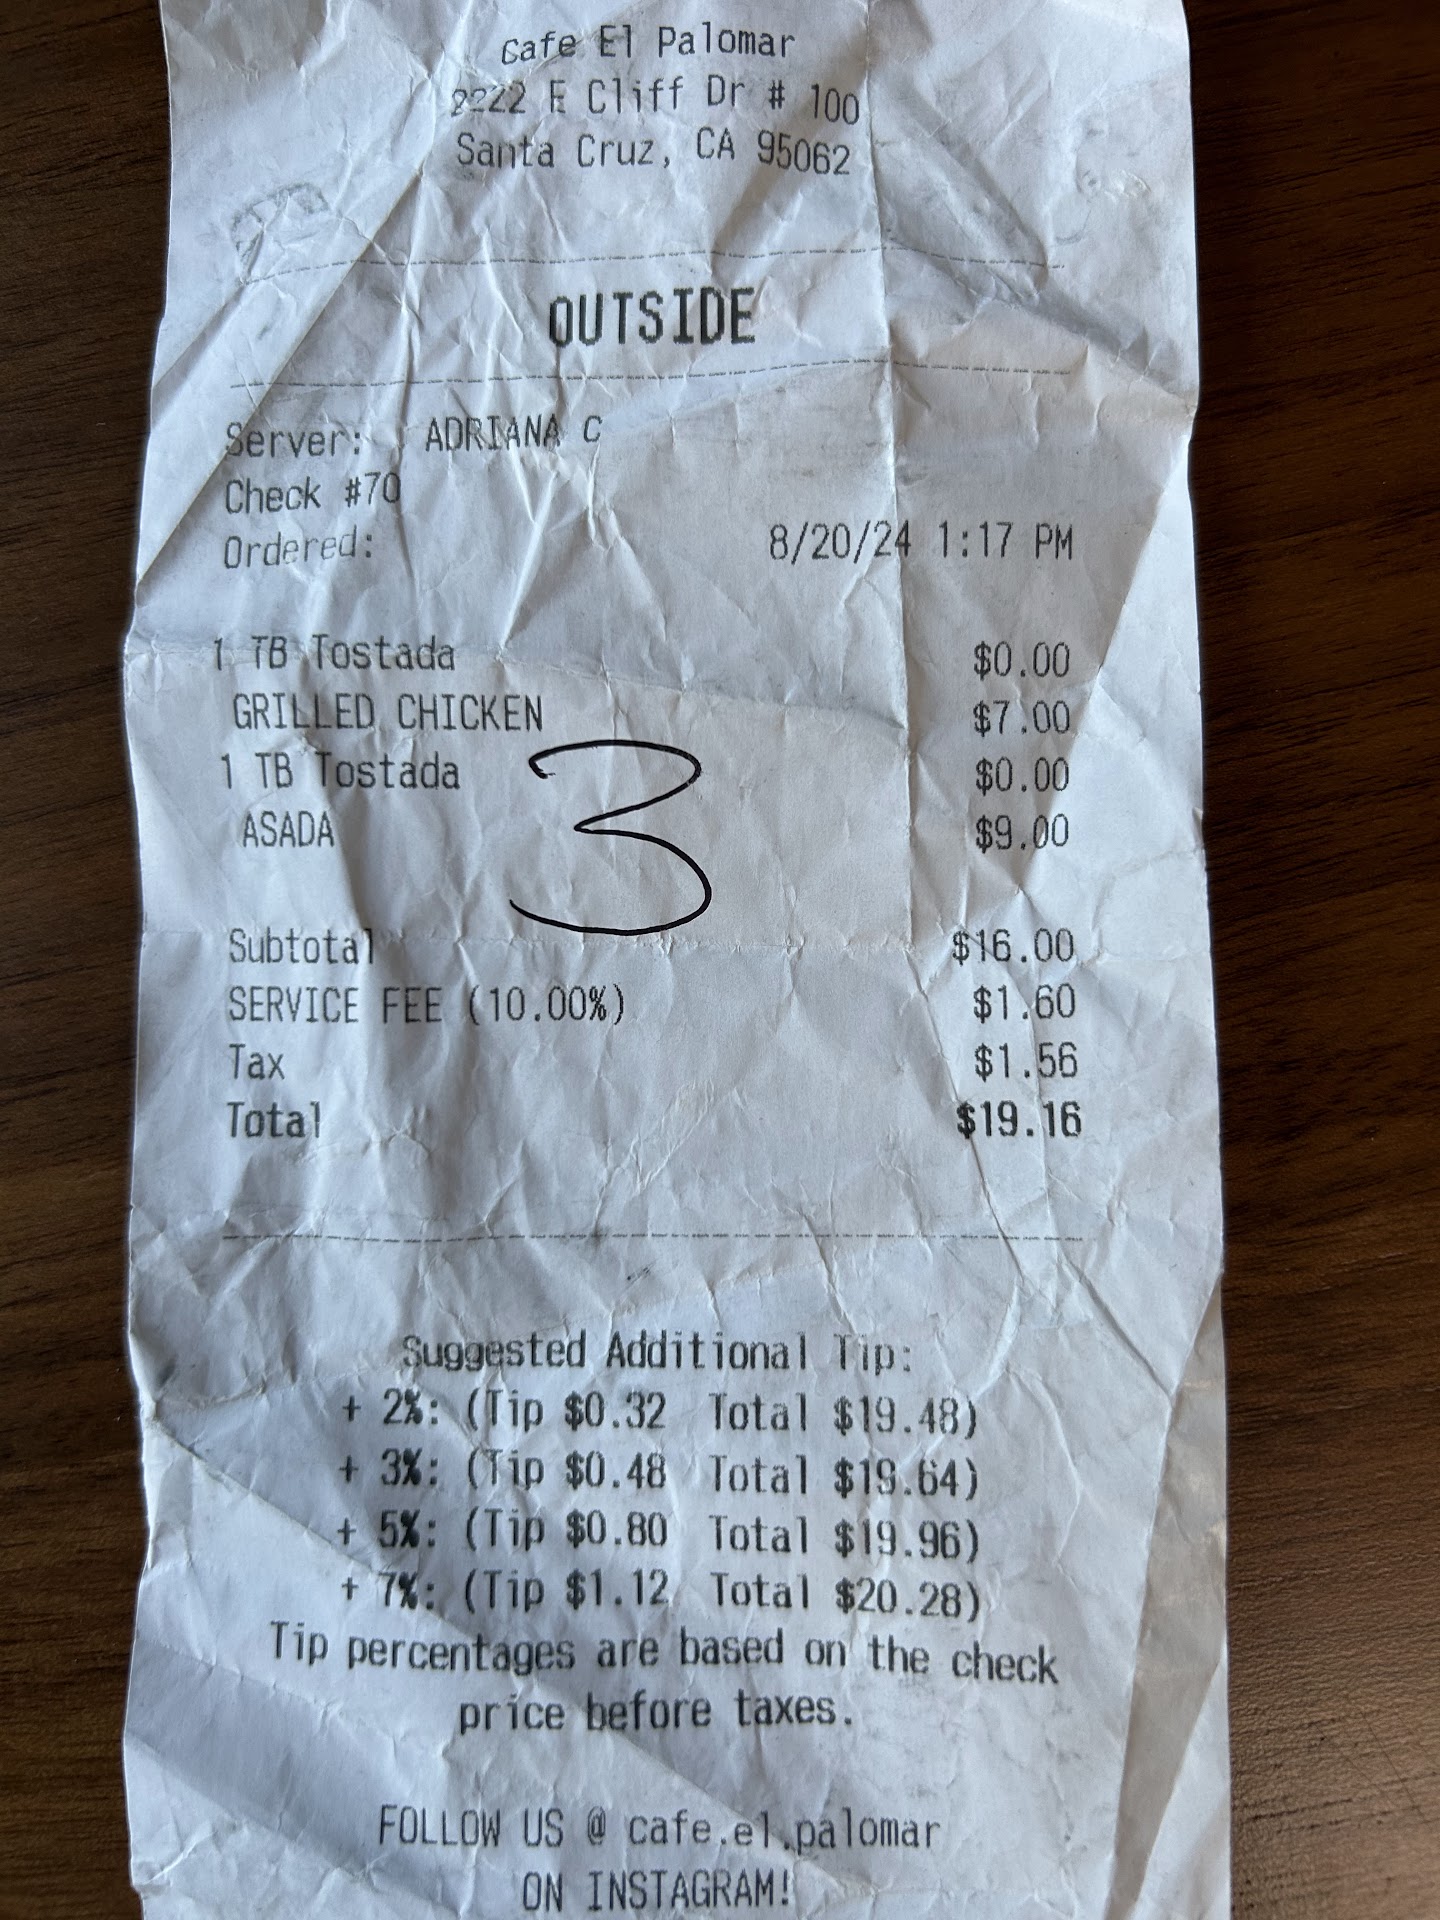 Cafe El Palomar
2222 E Cliff Dr # 100
Santa Cruz, CA 95062
OUTSIDE
Server: ADRIANA C
Check #70
Ordered: 8/20/24 1:17 PM
1 TB Tostada $0.00
GRILLED CHICKEN $7.00
1 TB Tostada $0.00
ASADA $9.00
3
Subtotal $16.00
SERVICE FEE (10.00%) $1.60
Tax $1.56
Total $19.16
Suggested Additional Tip:
+ 2%: (Tip $0.32 Total $19.48)
+ 3%: (Tip $0.48 Total $19.64)
+ 5%: (Tip $0.80 Total $19.96)
+ 7%: (Tip $1.12 Total $20.28)
Tip percentages are based on the check
price before taxes.
FOLLOW US @ cafe.el.palomar
ON INSTAGRAM!